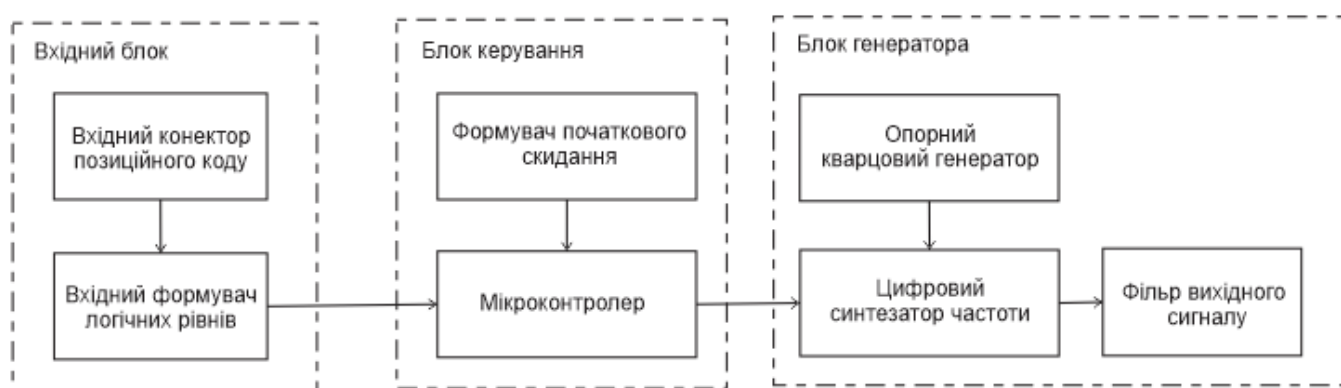 Вхідний блок
Вхідний конектор
позиційного коду
Вхідний формувач
логічних рівнів
Блок керування
Формувач початкового
скидання
Мікроконтролер
Блок генератора
Опорний
кварцовий генератор
Цифровий
синтезатор частоти
Фільр вихідного
сигналу